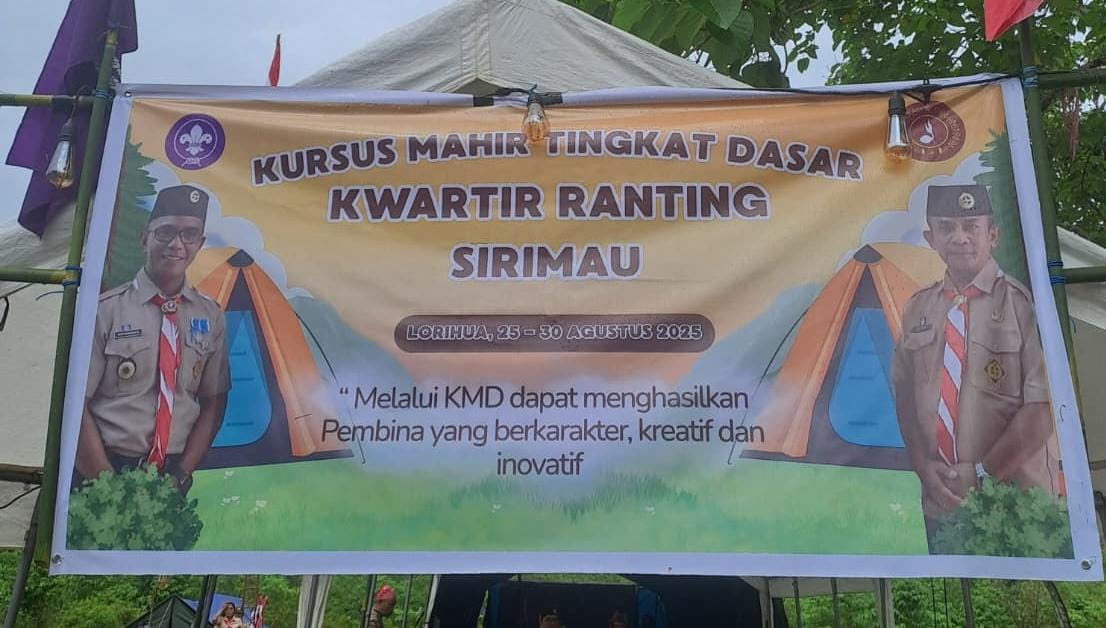 KURSUS MAHIR TINGKAT DASAR
KWARTIR RANTING
SIRIMAU
LORIHUA, 25 - 30 AGUSTUS 2025
“ Melalui KMD dapat menghasilkan
Pembina yang berkarakter, kreatif dan
inovatif